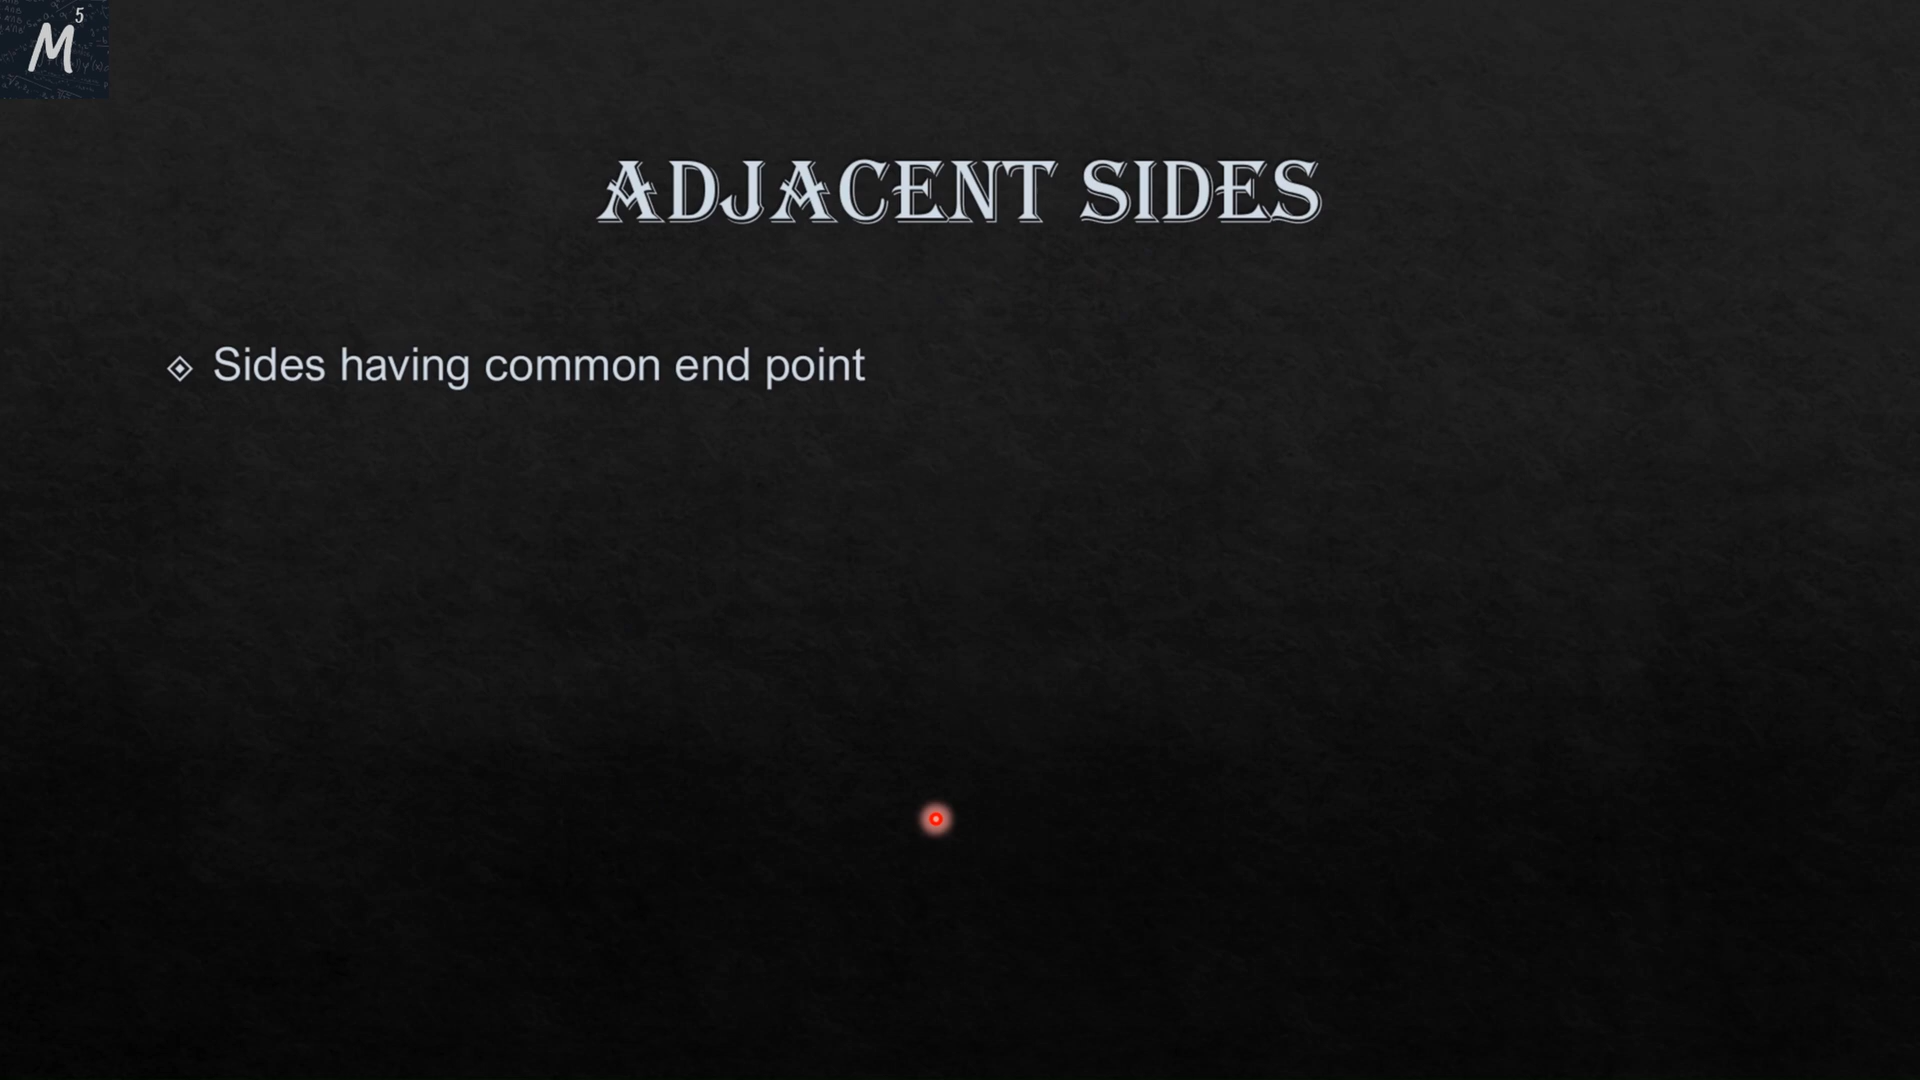 M⁵
ADJACENT SIDES
Sides having common end point